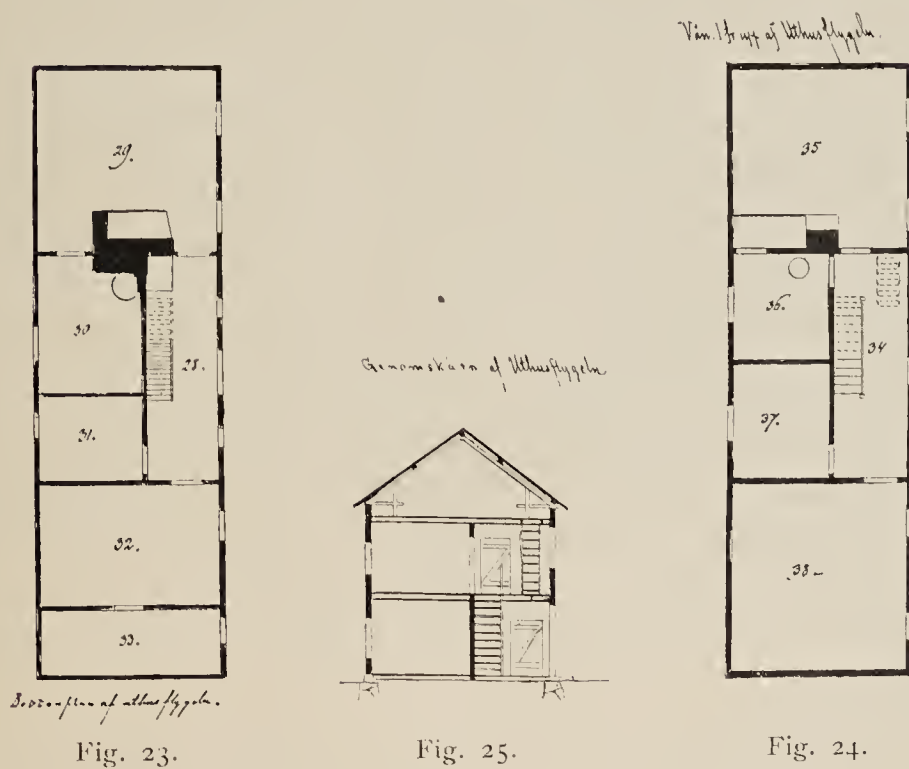 Vån. 1 tr upp af Uthusflygeln.
29.
30
28.
31.
32.
33.
Bottenplan af uthusflygeln.
Fig. 23.
Genomskärn af Uthusflygeln
Fig. 25.
35
36.
34
37.
38
Fig. 24.